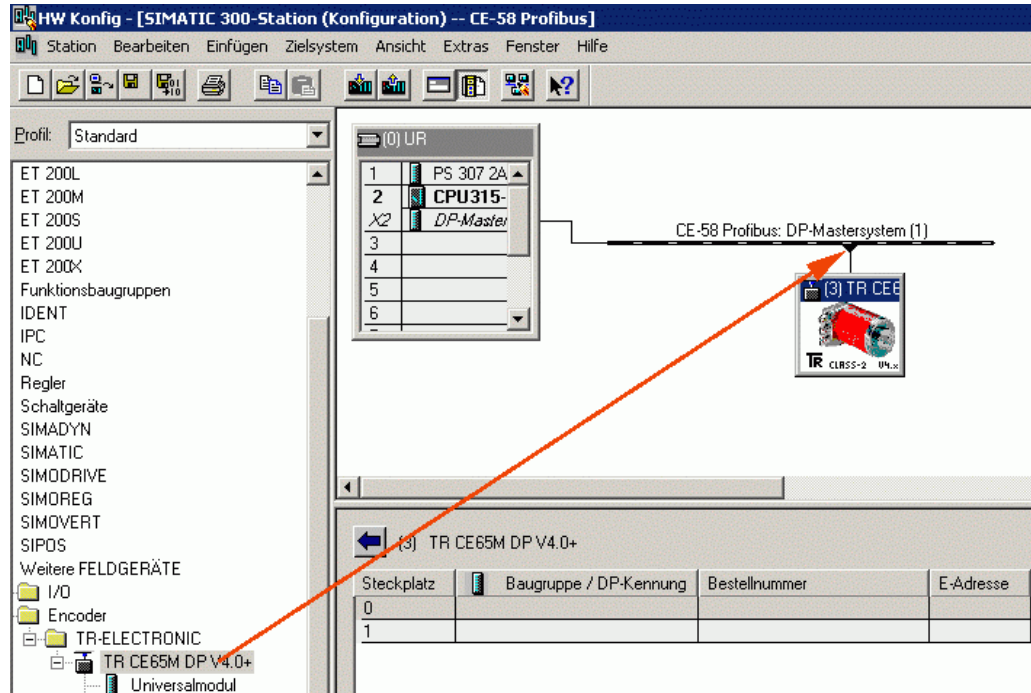 HW Konfig - [SIMATIC 300-Station (Konfiguration) -- CE-58 Profibus]
Station Bearbeiten Einfügen Zielsystem Ansicht Extras Fenster Hilfe
Profil: Standard
ET 200L
ET 200M
ET 200S
ET 200U
ET 200X
Funktionsbaugruppen
IDENT
IPC
NC
Regler
Schaltgeräte
SIMADYN
SIMATIC
SIMODRIVE
SIMOREG
SIMOVERT
SIPOS
Weitere FELDGERÄTE
I/O
Encoder
TR-ELECTRONIC
TR CE65M DP V4.0+
Universalmodul
(0) UR
1 PS 307 2A
2 CPU315-
X2 DP-Master
3
4
5
6
CE-58 Profibus: DP-Mastersystem (1)
(3) TR CE6
TR CLASS-2 V4.x
(3) TR CE65M DP V4.0+
Steckplatz Baugruppe / DP-Kennung Bestellnummer E-Adresse
0
1